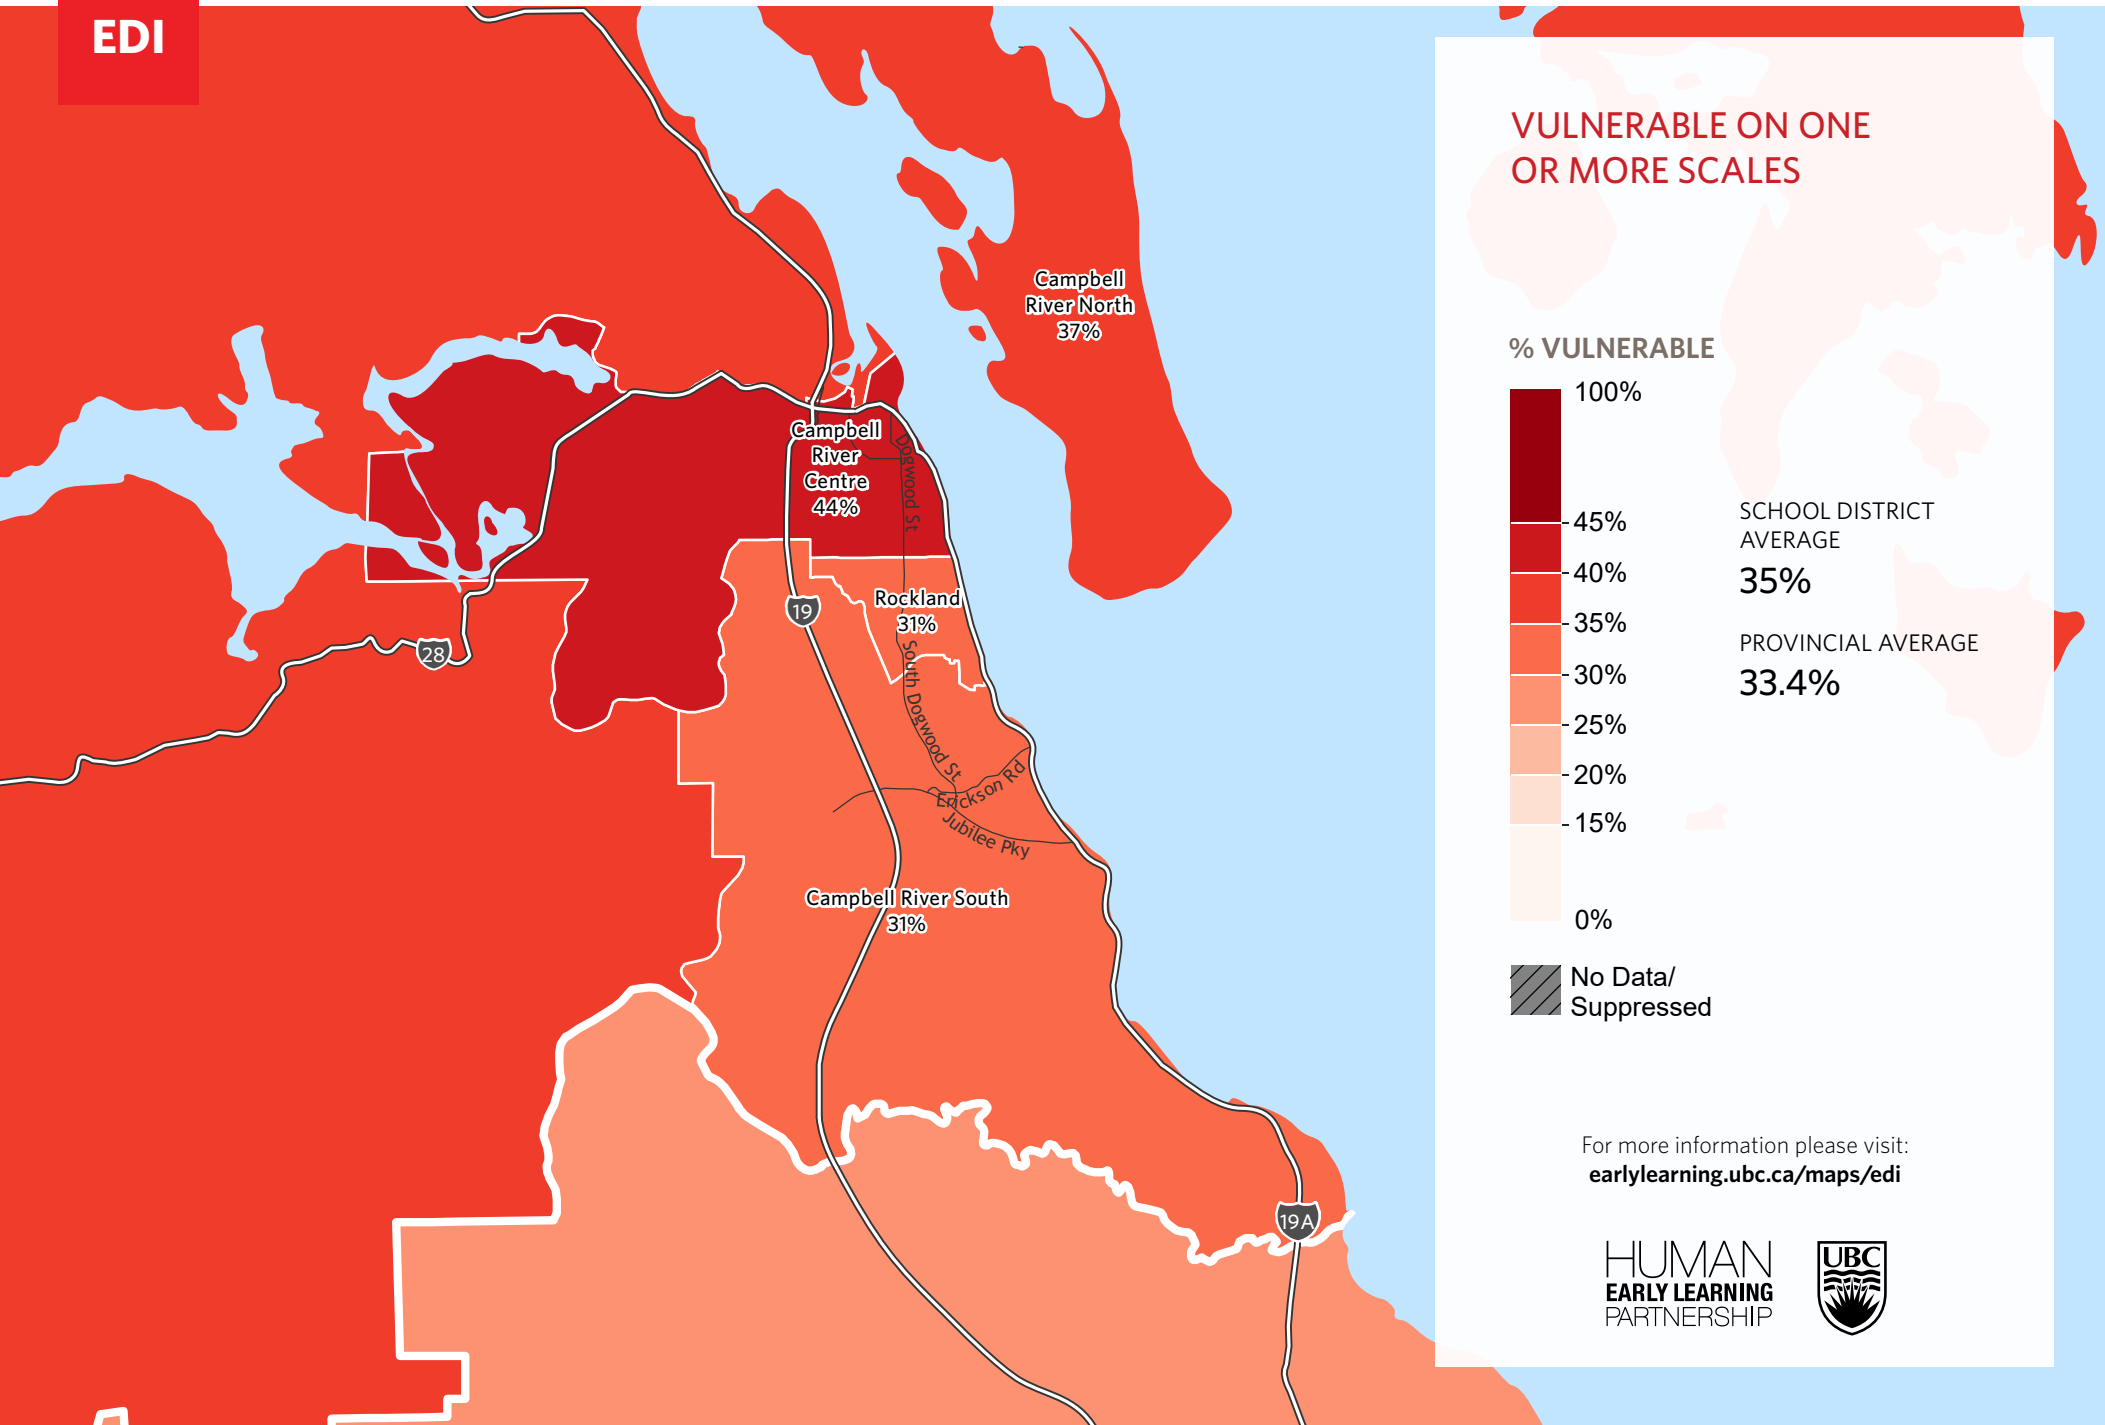 EDI
Campbell
River North
37%
Campbell
River
Centre
44%
Dogwood St
Rockland
31%
19
28
South Dogwood St
Erickson Rd
Jubilee Pky
Campbell River South
31%
19A
VULNERABLE ON ONE
OR MORE SCALES
% VULNERABLE
100%
45%
40%
35%
30%
25%
20%
15%
0%
SCHOOL DISTRICT
AVERAGE
35%
PROVINCIAL AVERAGE
33.4%
No Data/
Suppressed
For more information please visit:
earlylearning.ubc.ca/maps/edi
HUMAN
EARLY LEARNING
PARTNERSHIP
UBC